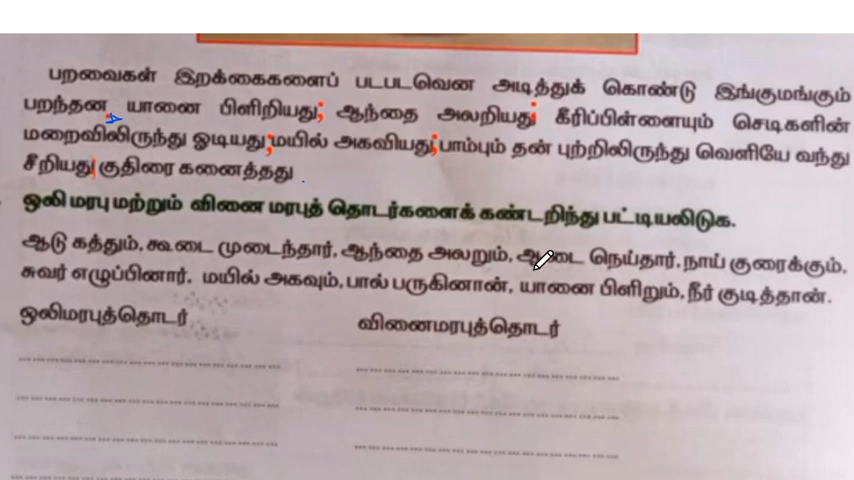 பறவைகள் இறக்கைகளைப் படபடவென அடித்துக் கொண்டு இங்குமங்கும்
பறந்தன, யானை பிளிறியது; ஆந்தை அலறியது; கீரிப்பிள்ளையும் செடிகளின்
மறைவிலிருந்து ஓடியது;மயில் அகவியது;பாம்பும் தன் புற்றிலிருந்து வெளியே வந்து
சீறியது;குதிரை கனைத்தது
ஒலி மரபு மற்றும் வினை மரபுத் தொடர்களைக் கண்டறிந்து பட்டியலிடுக.
ஆடு கத்தும், கூடை முடைந்தார், ஆந்தை அலறும், ஆடை நெய்தார், நாய் குரைக்கும்,
சுவர் எழுப்பினார், மயில் அகவும், பால் பருகினான், யானை பிளிறும், நீர் குடித்தான்.
ஒலிமரபுத்தொடர் வினைமரபுத்தொடர்